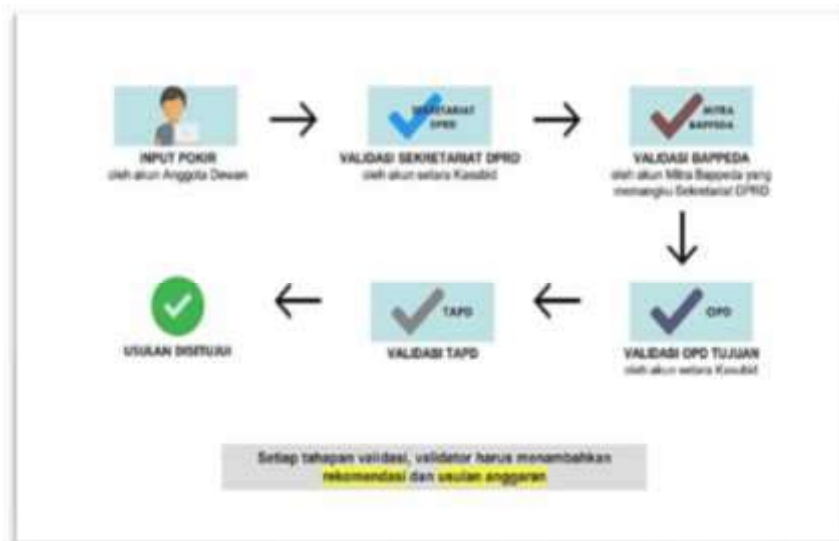 SEKRETARIAT
DPRD
MITRA
BAPPEDA
INPUT POKIR
oleh akun Anggota Dewan
VALIDASI SEKRETARIAT DPRD
oleh akun setara Kasubid
VALIDASI BAPPEDA
oleh akun Mitra Bappeda yang
memangku Sekretariat DPRD
TAPD
OPD
USULAN DISETUJUI
VALIDASI TAPD
VALIDASI OPD TUJUAN
oleh akun setara Kasubid
Setiap tahapan validasi, validator harus menambahkan
rekomendasi dan usulan anggaran